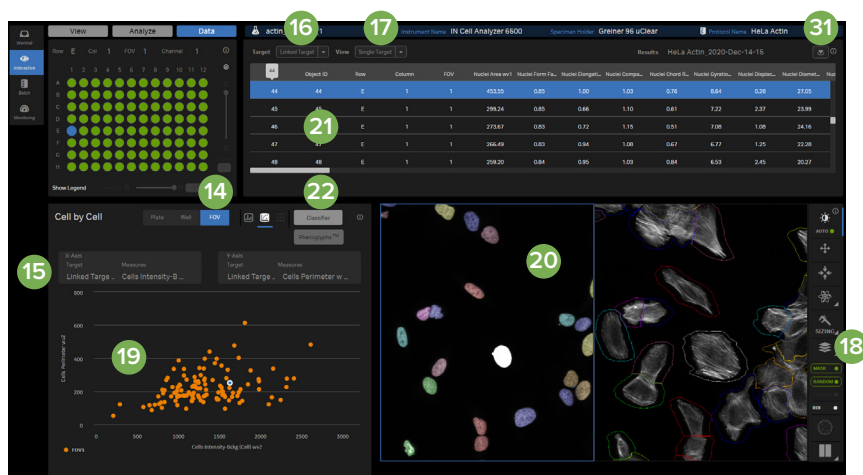 View Analyze Data
Row E Col 1 FOV 1 Channel 1
1 2 3 4 5 6 7 8 9 10 11 12
A
B
C
D
E
F
G
H
Show Legend
Interactive
Batch
Monitoring
14
16
17
31
Instrument Name IN Cell Analyzer 6600 Specimen Holder Greiner 96 uClear Protocol Name HeLa Actin
Target Linked Target View Single Target Results HeLa Actin_2020-Dec-14-15
44 Object ID Row Column FOV Nuclei Area wv1 Nuclei Form Fa... Nuclei Elongati... Nuclei Compa... Nuclei Chord R... Nuclei Gyratio... Nuclei Displac... Nuclei Diamet...
44 44 E 1 1 453.55 0.85 1.00 1.03 0.76 8.64 0.28 27.05
45 45 E 1 1 299.24 0.85 0.66 1.10 0.61 7.22 2.37 23.99
46 E 1 1 273.67 0.83 0.72 1.15 0.51 7.08 1.08 24.16
47 47 E 1 1 266.49 0.83 0.94 1.08 0.67 6.77 1.25 22.28
48 48 E 1 1 259.20 0.84 0.95 1.03 0.84 6.53 2.45 20.27
21
22
Cell by Cell
Plate Well FOV
Classifier
Phenoglyphs™
15
X-Axis
Target Measures
Linked Targe... Cells Intensity-B...
Y-Axis
Target Measures
Linked Targe... Cells Perimeter w...
800
600
400
200
0
Cells Perimeter wv2
19
0 500 1000 1500 2000 2500 3000
Cells Intensity-Bckg (Cell) wv2
FOV1
20
AUTO
SIZING
18
MASK
RANDOM
ROI